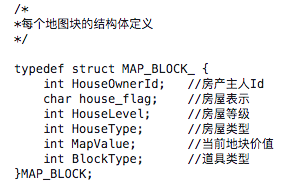 /*
*每个地图块的结构体定义
*/
typedef struct MAP_BLOCK_ {
    int HouseOwnerId;   //房产主人Id
    char house_flag;    //房屋表示
    int HouseLevel;     //房屋等级
    int HouseType;      //房屋类型
    int MapValue;       //当前地块价值
    int BlockType;      //道具类型
}MAP_BLOCK;